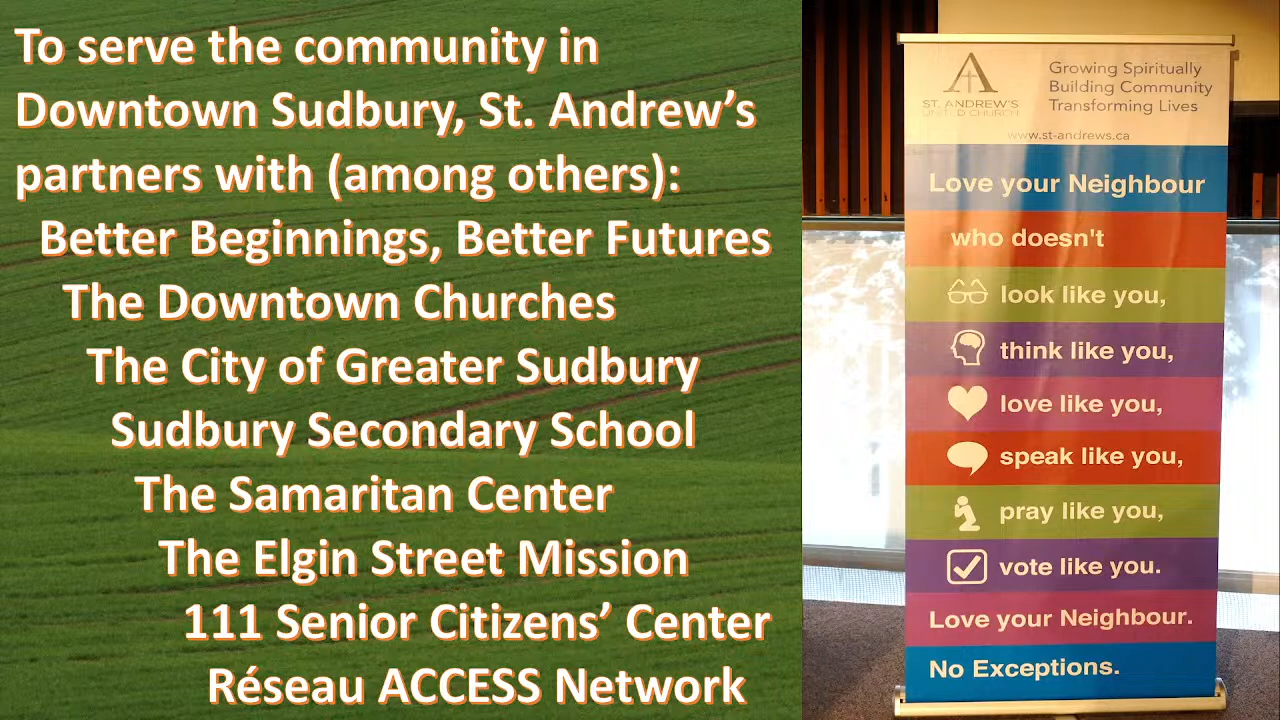 To serve the community in
Downtown Sudbury, St. Andrew’s
partners with (among others):
Better Beginnings, Better Futures
The Downtown Churches
The City of Greater Sudbury
Sudbury Secondary School
The Samaritan Center
The Elgin Street Mission
111 Senior Citizens’ Center
Réseau ACCESS Network
ST. ANDREW'S
UNITED CHURCH
Growing Spiritually
Building Community
Transforming Lives
www.st-andrews.ca
Love your Neighbour
who doesn't
look like you,
think like you,
love like you,
speak like you,
pray like you,
vote like you.
Love your Neighbour.
No Exceptions.